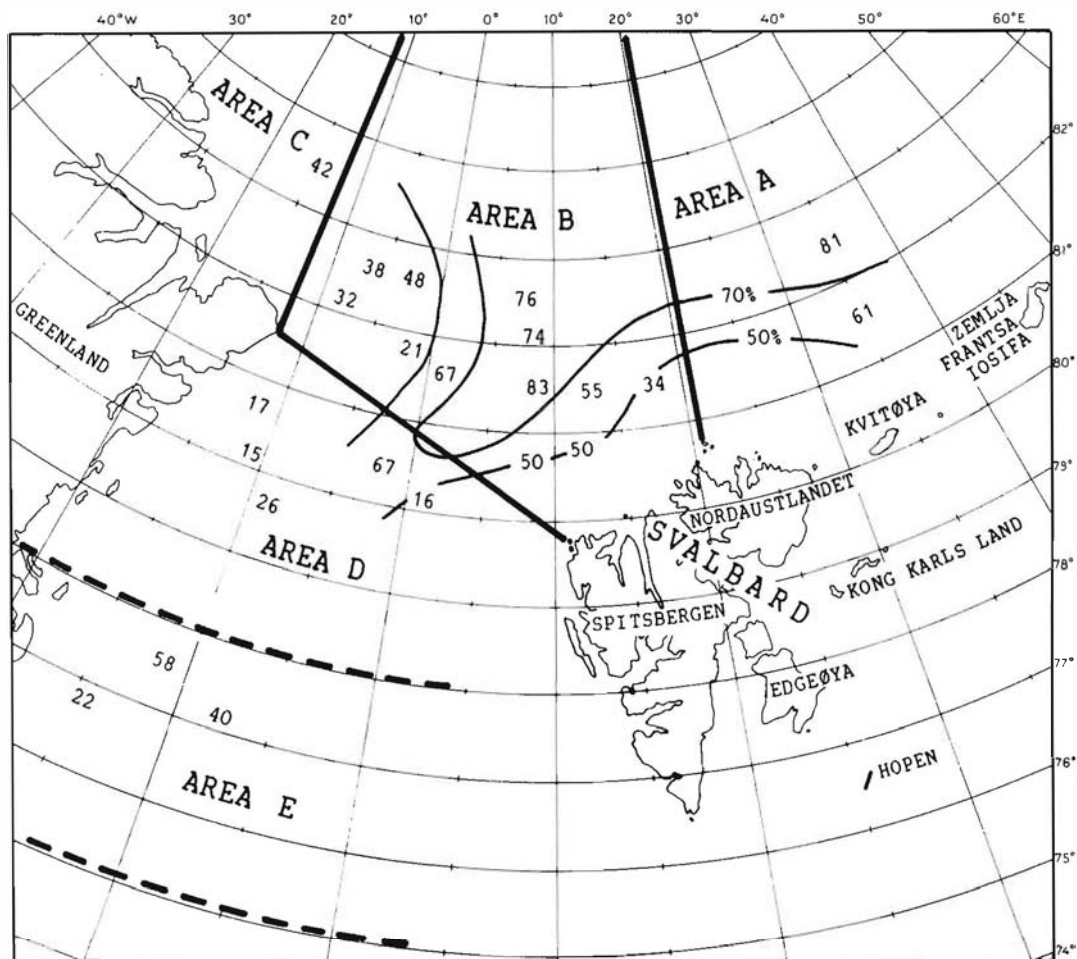 40°W 30° 20° 10° 0° 10° 20° 30° 40° 50° 60°E
82°
81°
80°
79°
78°
77°
76°
75°
74°
AREA C
42
AREA B
AREA A
81
38 48
32
76
70%
61
ZEMLJA
FRANTSA
IOSIFA
GREENLAND
21
74
50%
67
83
55
34
17
KVITØYA
15
67
50
50
26
16
NORDAUSTLANDET
AREA D
SVALBARD
KONG KARLS LAND
SPITSBERGEN
58
EDGEØYA
22
40
HOPEN
AREA E